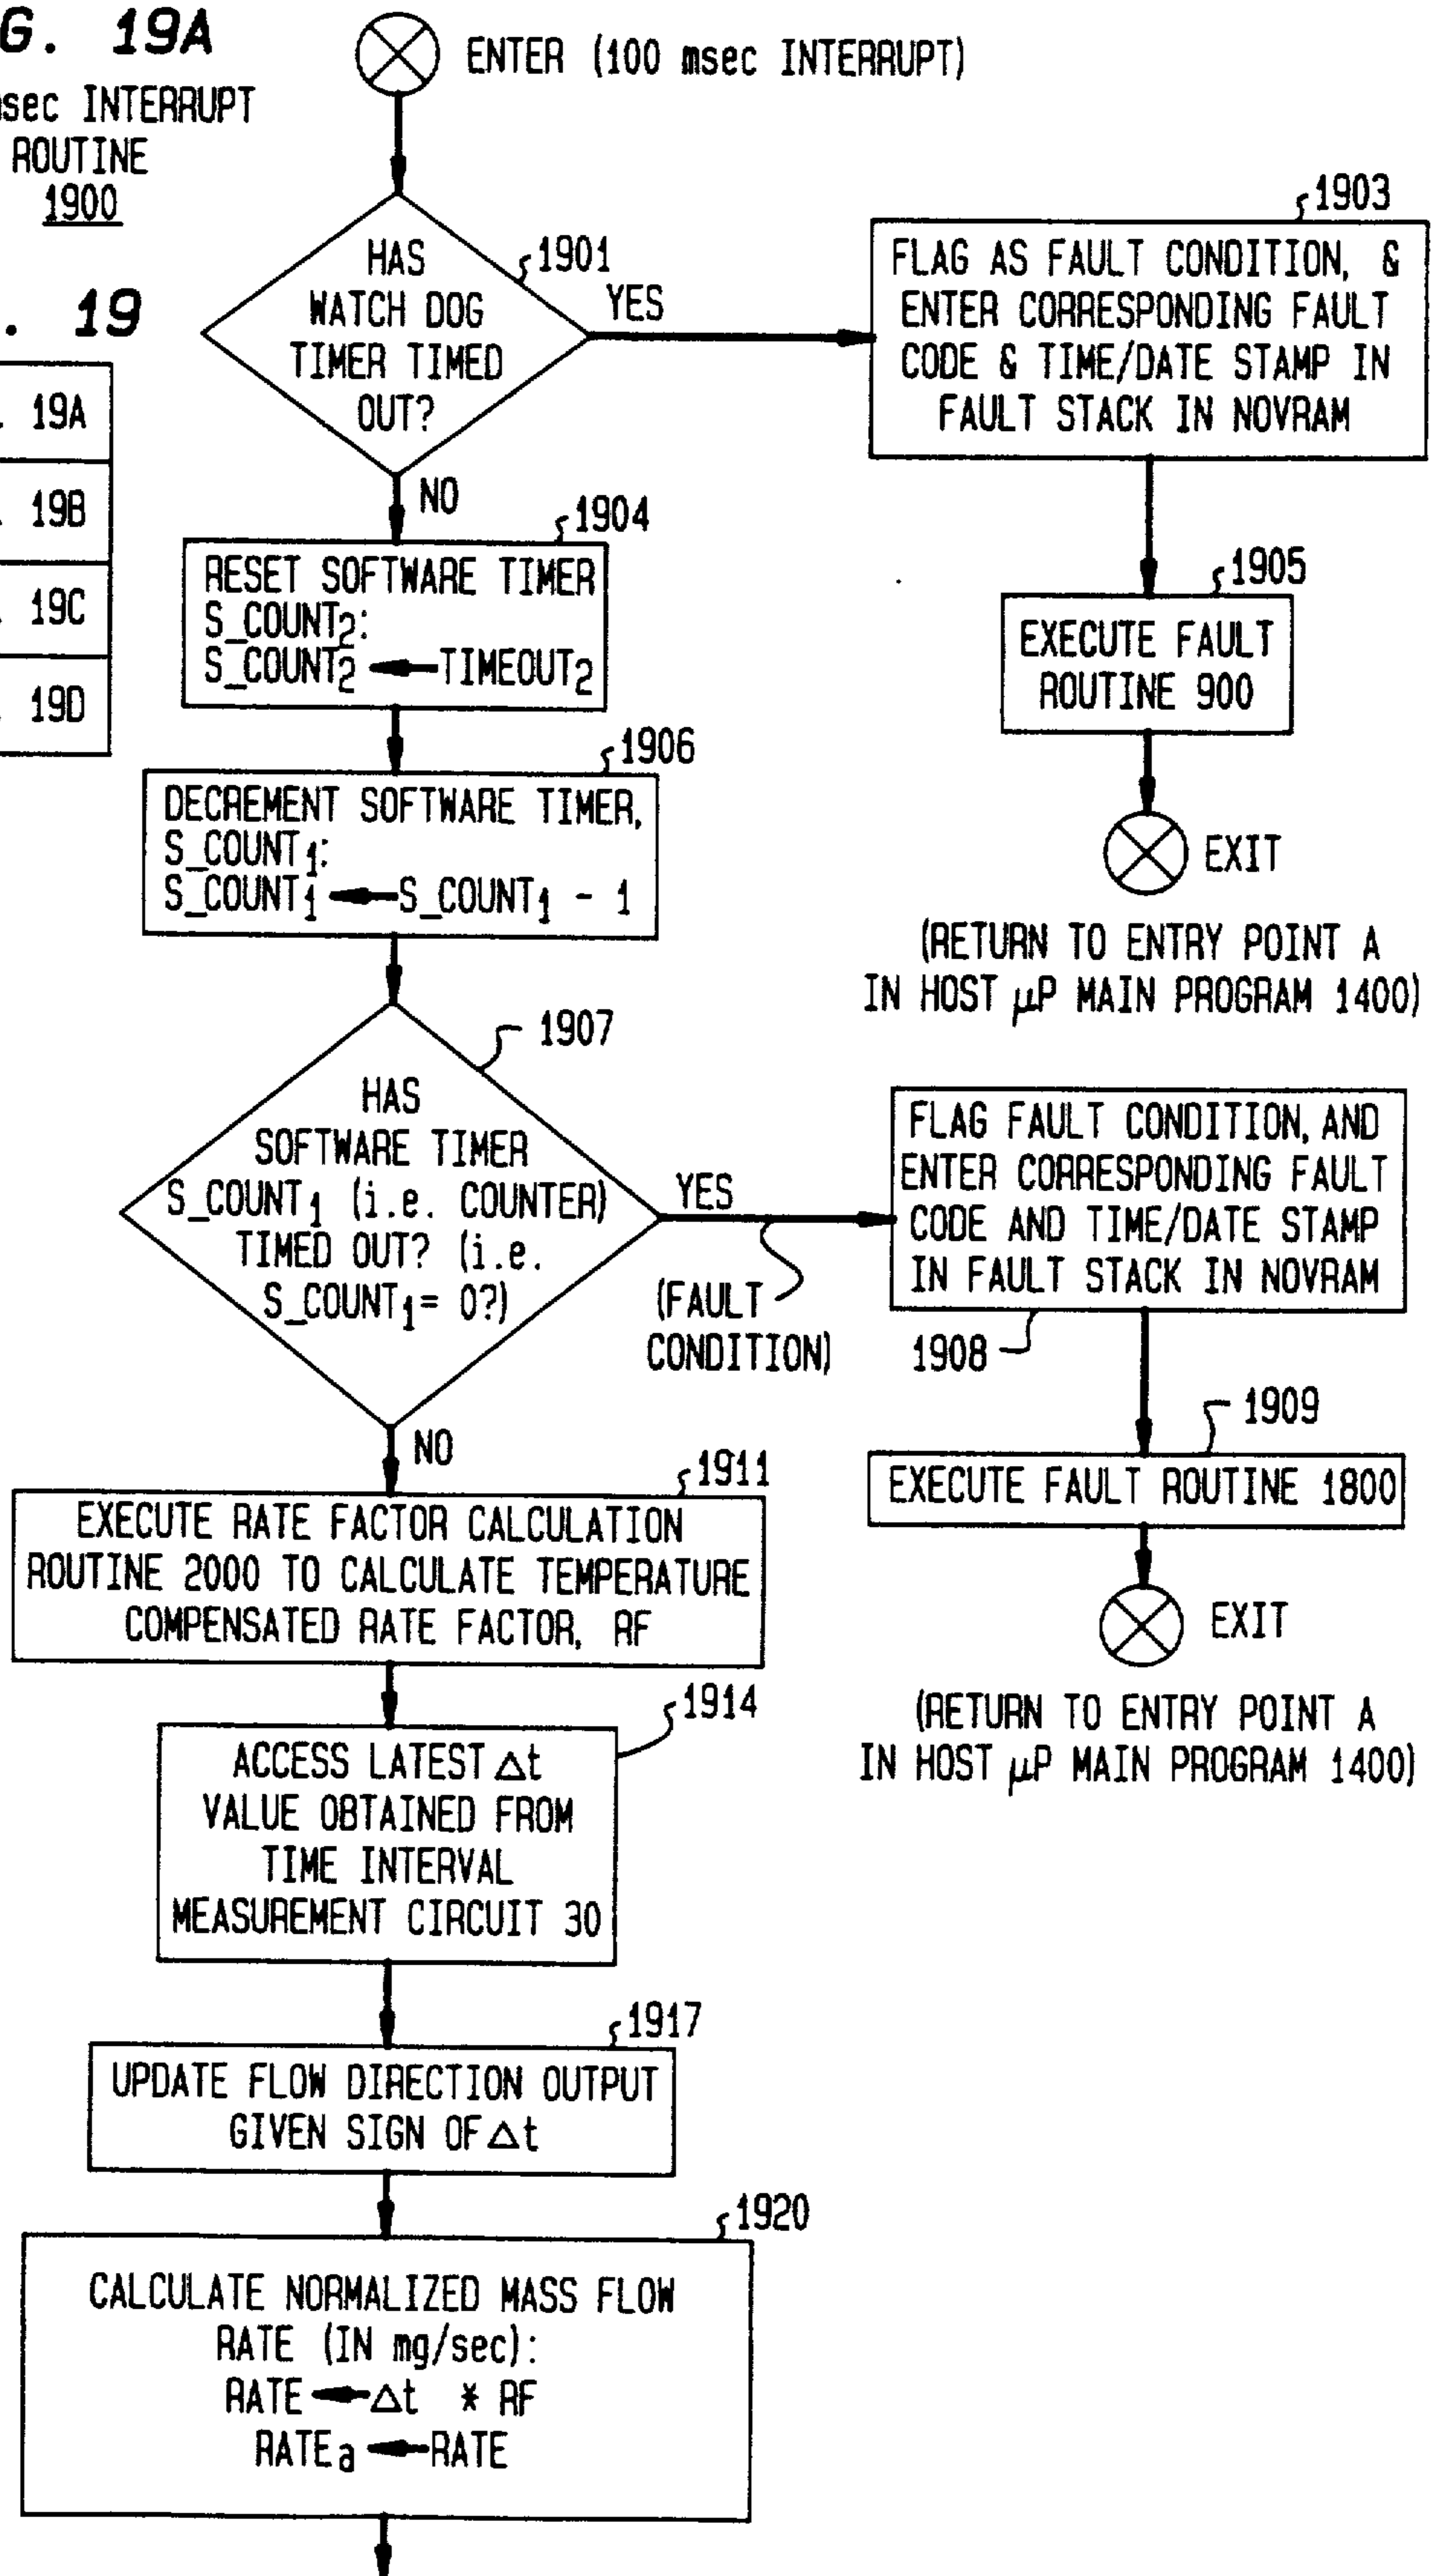 G. 19A
ENTER (100 msec INTERRUPT)
msec INTERRUPT
ROUTINE
1900
. 19
. 19A
. 19B
. 19C
. 19D
HAS
WATCH DOG
TIMER TIMED
OUT?
1901
YES
NO
1903
FLAG AS FAULT CONDITION, &
ENTER CORRESPONDING FAULT
CODE & TIME/DATE STAMP IN
FAULT STACK IN NOVRAM
1905
EXECUTE FAULT
ROUTINE 900
EXIT
(RETURN TO ENTRY POINT A
IN HOST µP MAIN PROGRAM 1400)
1904
RESET SOFTWARE TIMER
S_COUNT2:
S_COUNT2 ← TIMEOUT2
1906
DECREMENT SOFTWARE TIMER,
S_COUNT1:
S_COUNT1 ← S_COUNT1 - 1
1907
HAS
SOFTWARE TIMER
S_COUNT1 (i.e. COUNTER)
TIMED OUT? (i.e.
S_COUNT1= 0?)
YES
(FAULT
CONDITION)
NO
FLAG FAULT CONDITION, AND
ENTER CORRESPONDING FAULT
CODE AND TIME/DATE STAMP
IN FAULT STACK IN NOVRAM
1908
1909
EXECUTE FAULT ROUTINE 1800
EXIT
(RETURN TO ENTRY POINT A
IN HOST µP MAIN PROGRAM 1400)
1911
EXECUTE RATE FACTOR CALCULATION
ROUTINE 2000 TO CALCULATE TEMPERATURE
COMPENSATED RATE FACTOR, RF
1914
ACCESS LATEST Δt
VALUE OBTAINED FROM
TIME INTERVAL
MEASUREMENT CIRCUIT 30
1917
UPDATE FLOW DIRECTION OUTPUT
GIVEN SIGN OF Δt
1920
CALCULATE NORMALIZED MASS FLOW
RATE (IN mg/sec):
RATE ← Δt * RF
RATEa ← RATE